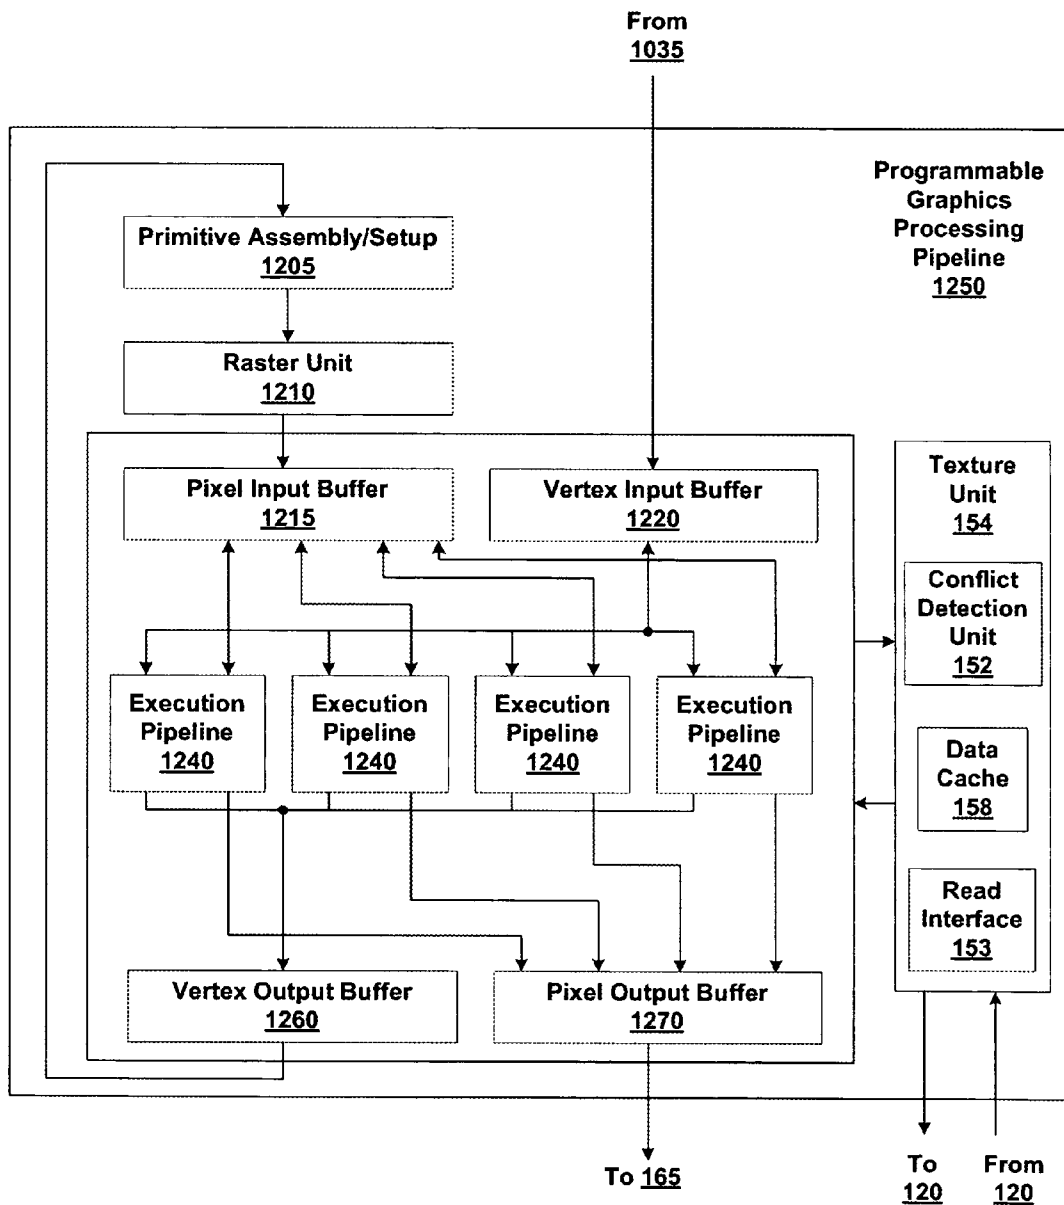 From
1035
Programmable
Graphics
Processing
Pipeline
1250
Primitive Assembly/Setup
1205
Raster Unit
1210
Pixel Input Buffer
1215
Vertex Input Buffer
1220
Texture
Unit
154
Conflict
Detection
Unit
152
Execution
Pipeline
1240
Execution
Pipeline
1240
Execution
Pipeline
1240
Execution
Pipeline
1240
Data
Cache
158
Read
Interface
153
Vertex Output Buffer
1260
Pixel Output Buffer
1270
To 165
To
120
From
120